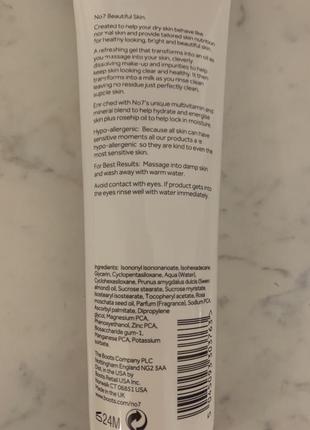 No7 Beautiful Skin.
Created to help your dry skin behave like
normal skin and provide tailored skin nutrition
for healthy looking, bright and beautiful skin.
A refreshing gel that transforms into an oil as
you massage into your skin, cleverly
dissolving make-up and impurities to help
keep skin looking clear and healthy. It then
transforms into a milk as you rinse clean
leaving no residue just perfectly clean,
supple skin.
Enriched with No7's unique multivitamin and
mineral blend to help hydrate and energise
skin plus rosehip oil to help lock in moisture.
Hypo-allergenic: Because all skin can have
sensitive moments all our products are
hypo-allergenic so they are kind to even the
most sensitive skin.
For Best Results: Massage into damp skin
and wash away with warm water.
Avoid contact with eyes. If product gets into
the eyes rinse well with water immediately.
Ingredients: Isononyl isononanoate, Isohexadecane,
Glycerin, Cyclopentasiloxane, Aqua (Water),
Cyclohexasiloxane, Prunus amygdalus dulcis (Sweet
almond) oil, Sucrose stearate, Sucrose myristate,
Isostearyl isostearate, Tocopheryl acetate, Rosa
moschata seed oil, Parfum (Fragrance), Sodium PCA,
Ascorbyl palmitate, Dipropylene
glycol, Magnesium PCA,
Phenoxyethanol, Zinc PCA,
Biosaccharide gum-1,
Manganese PCA, Potassium
sorbate.
The Boots Company PLC
Nottingham England NG2 3AA
Dist. in the USA by
Boots Retail USA Inc.
Norwalk CT 06851 USA
Made in the UK
www.boots.com/no7
24M